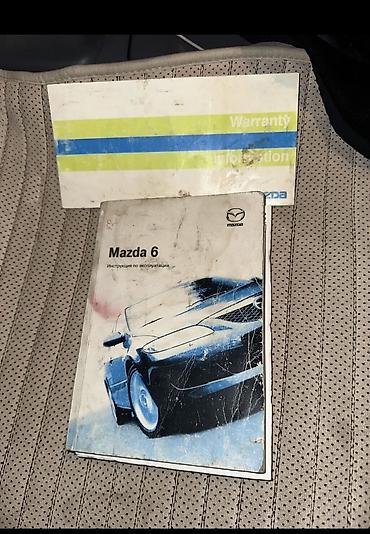 Warranty
Information
mazda
mazda
Mazda 6
Инструкция по эксплуатации